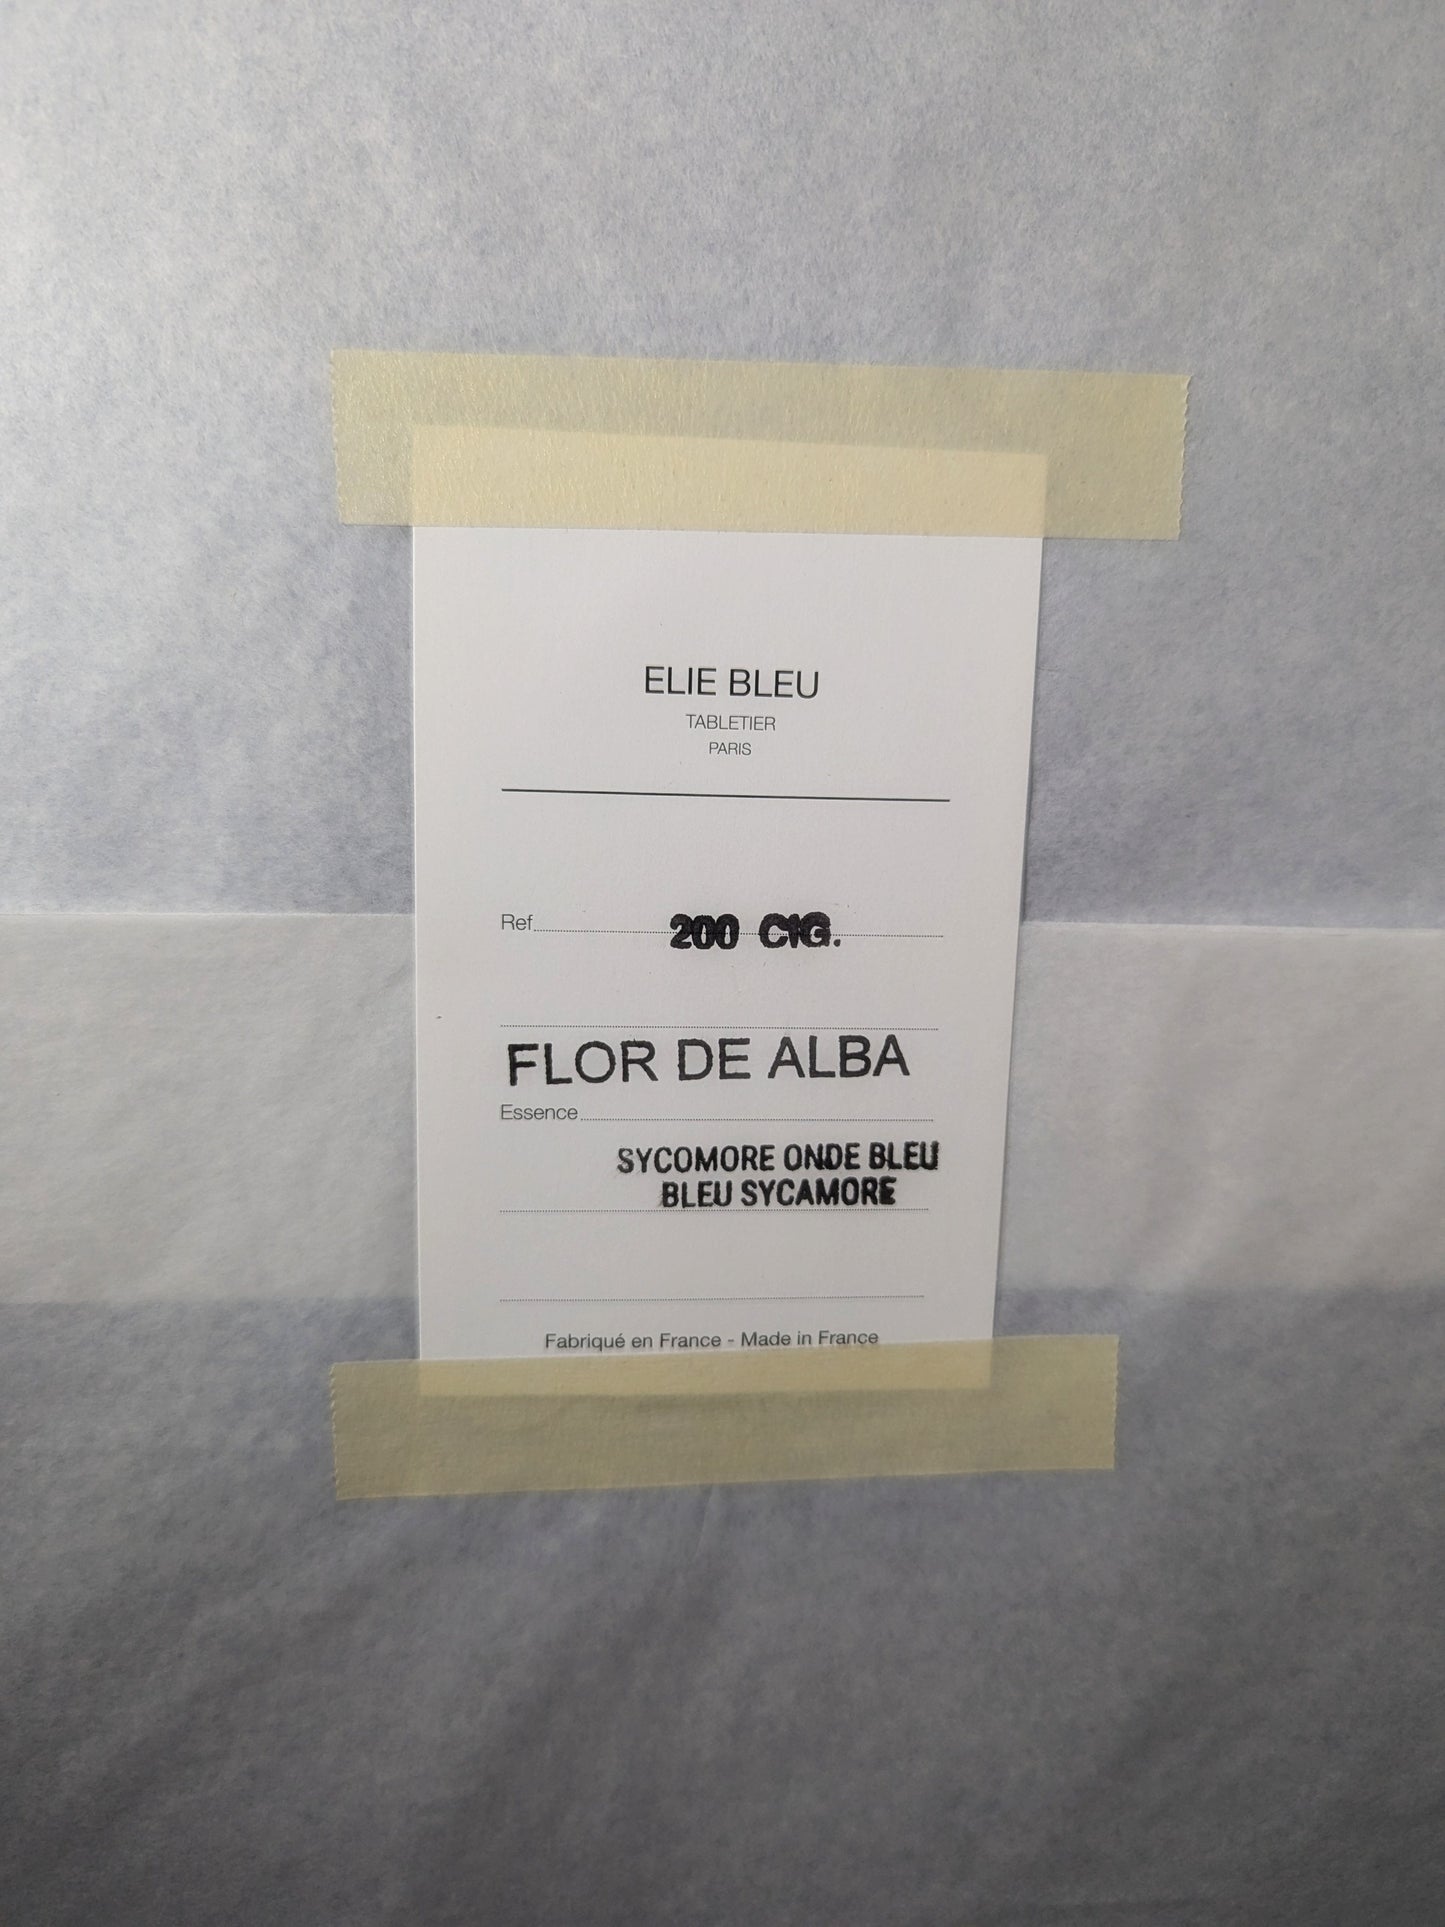 ELIE BLEU
TABLETIER
PARIS
Ref 200 CIG.
FLOR DE ALBA
Essence
SYCOMORE ONDE BLEU
BLEU SYCAMORE
Fabriqué en France - Made in France